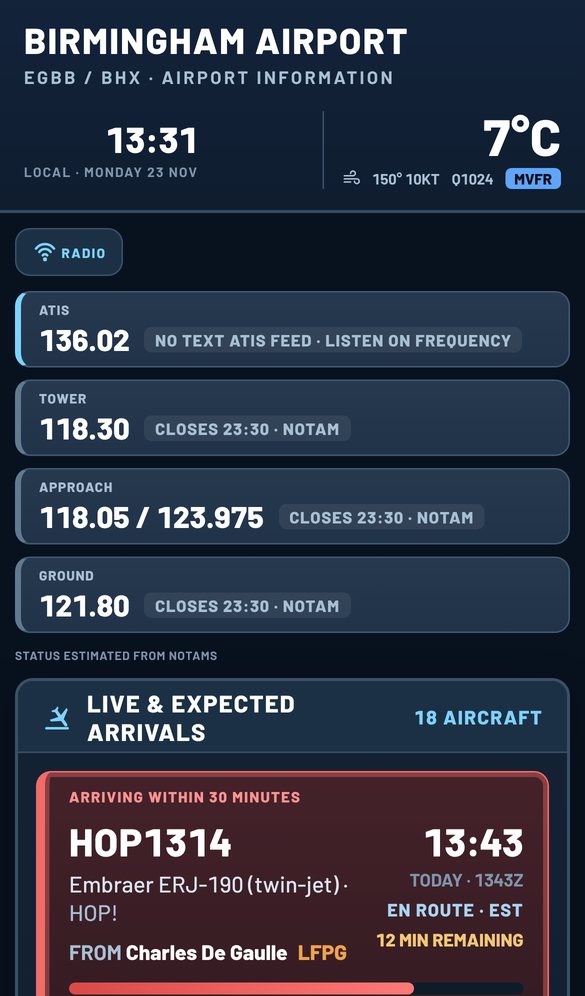 BIRMINGHAM AIRPORT
EGBB / BHX · AIRPORT INFORMATION
13:31
LOCAL · MONDAY 23 NOV
7°C
150° 10KT Q1024 MVFR
RADIO
ATIS
136.02 NO TEXT ATIS FEED · LISTEN ON FREQUENCY
TOWER
118.30 CLOSES 23:30 · NOTAM
APPROACH
118.05 / 123.975 CLOSES 23:30 · NOTAM
GROUND
121.80 CLOSES 23:30 · NOTAM
STATUS ESTIMATED FROM NOTAMS
LIVE & EXPECTED
ARRIVALS
18 AIRCRAFT
ARRIVING WITHIN 30 MINUTES
HOP1314
Embraer ERJ-190 (twin-jet) ·
HOP!
FROM Charles De Gaulle LFPG
13:43
TODAY · 1343Z
EN ROUTE · EST
12 MIN REMAINING